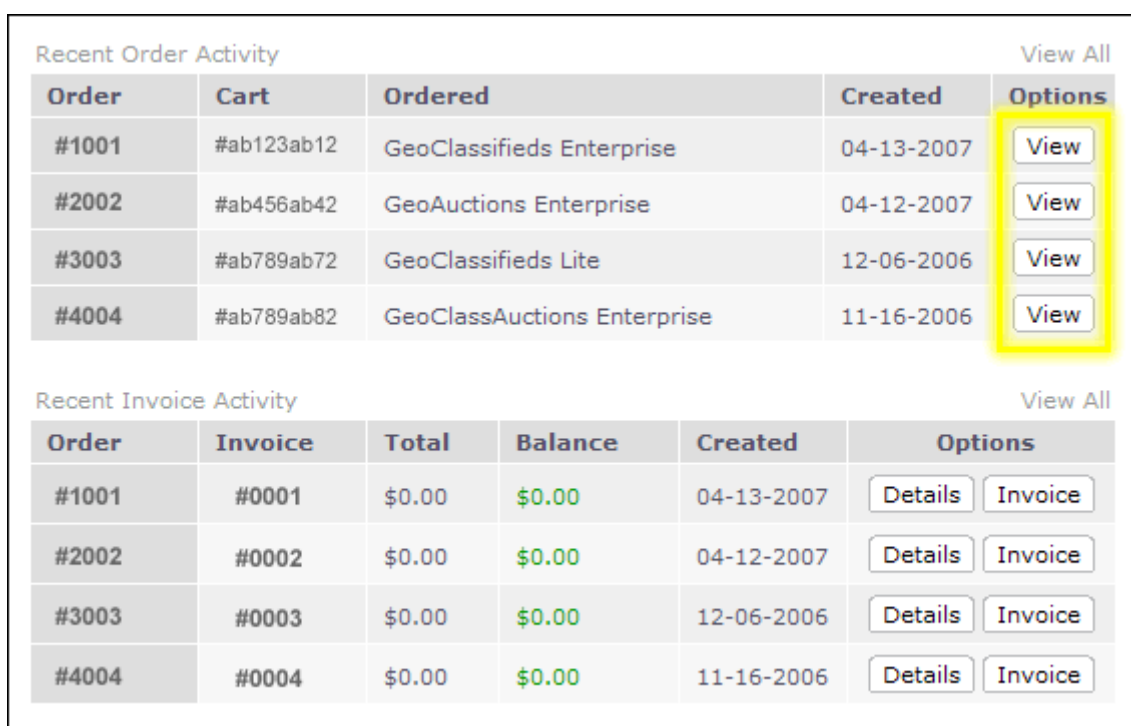 Recent Order Activity View All
Order Cart Ordered Created Options
#1001 #ab123ab12 GeoClassifieds Enterprise 04-13-2007 View
#2002 #ab456ab42 GeoAuctions Enterprise 04-12-2007 View
#3003 #ab789ab72 GeoClassifieds Lite 12-06-2006 View
#4004 #ab789ab82 GeoClassAuctions Enterprise 11-16-2006 View
Recent Invoice Activity View All
Order Invoice Total Balance Created Options
#1001 #0001 $0.00 $0.00 04-13-2007 Details Invoice
#2002 #0002 $0.00 $0.00 04-12-2007 Details Invoice
#3003 #0003 $0.00 $0.00 12-06-2006 Details Invoice
#4004 #0004 $0.00 $0.00 11-16-2006 Details Invoice